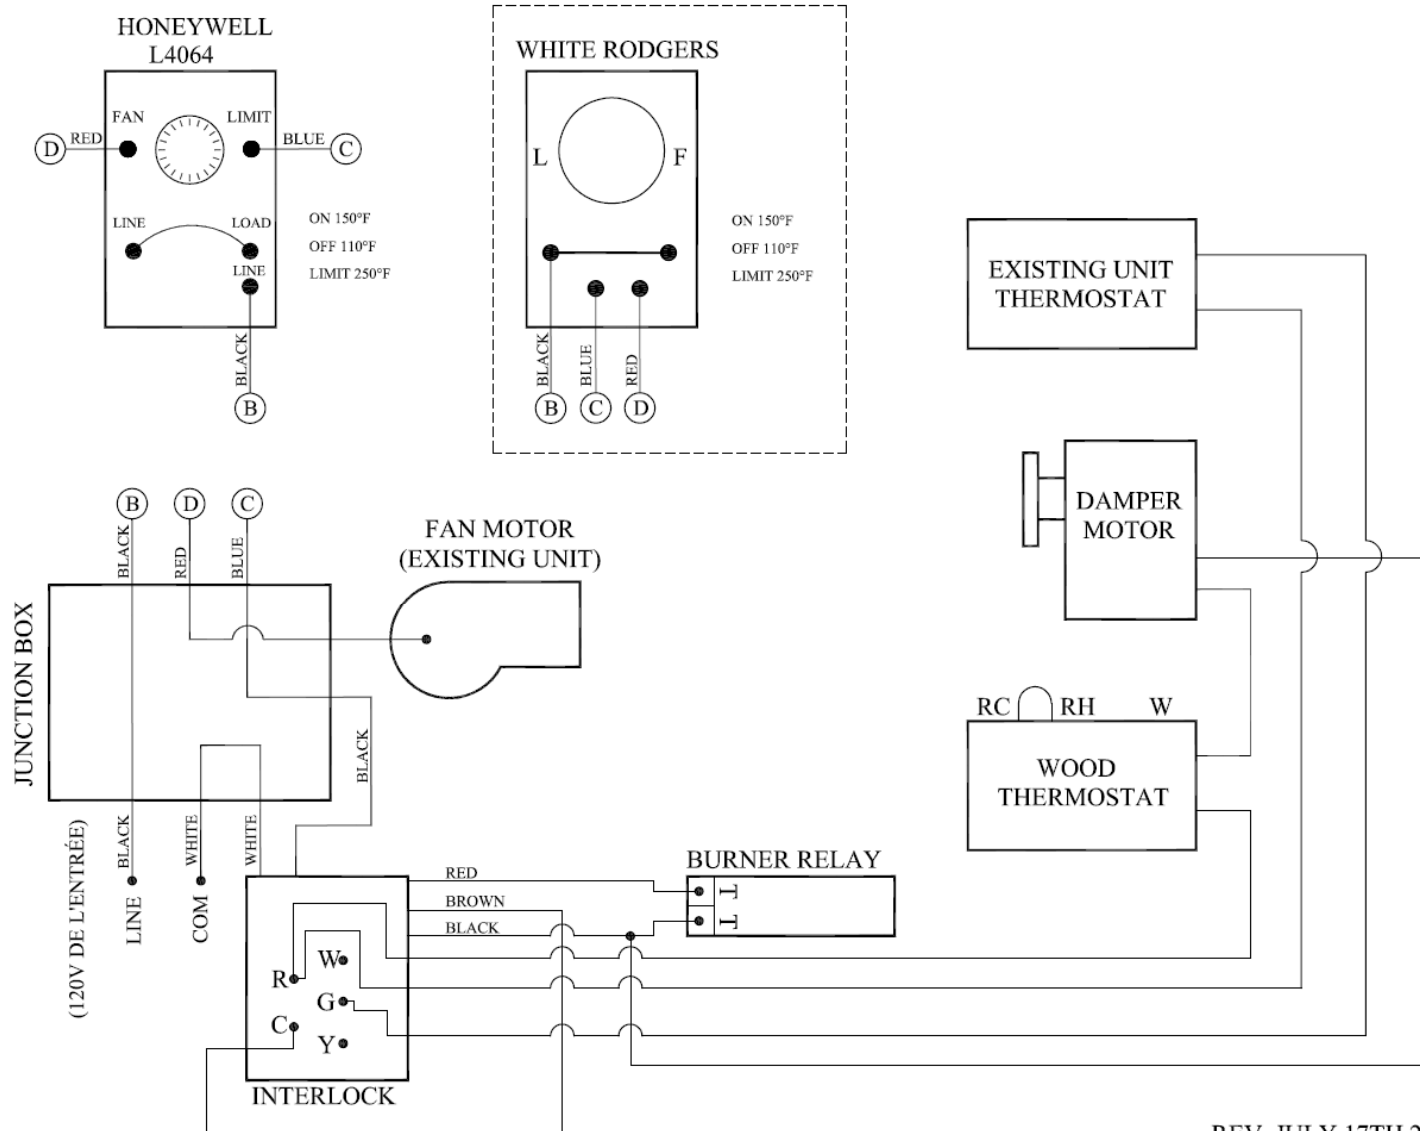 HONEYWELL
L4064
FAN
LIMIT
D
RED
BLUE
C
LINE
LOAD
LINE
ON 150°F
OFF 110°F
LIMIT 250°F
BLACK
B
WHITE RODGERS
L
F
ON 150°F
OFF 110°F
LIMIT 250°F
BLACK
BLUE
RED
B
C
D
EXISTING UNIT
THERMOSTAT
DAMPER
MOTOR
RC
RH
W
WOOD
THERMOSTAT
B
D
C
BLACK
RED
BLUE
FAN MOTOR
(EXISTING UNIT)
JUNCTION BOX
BLACK
(120V DE L'ENTRÉE)
BLACK
WHITE
WHITE
LINE
COM
BURNER RELAY
T
T
RED
BROWN
BLACK
R
W
G
C
Y
INTERLOCK